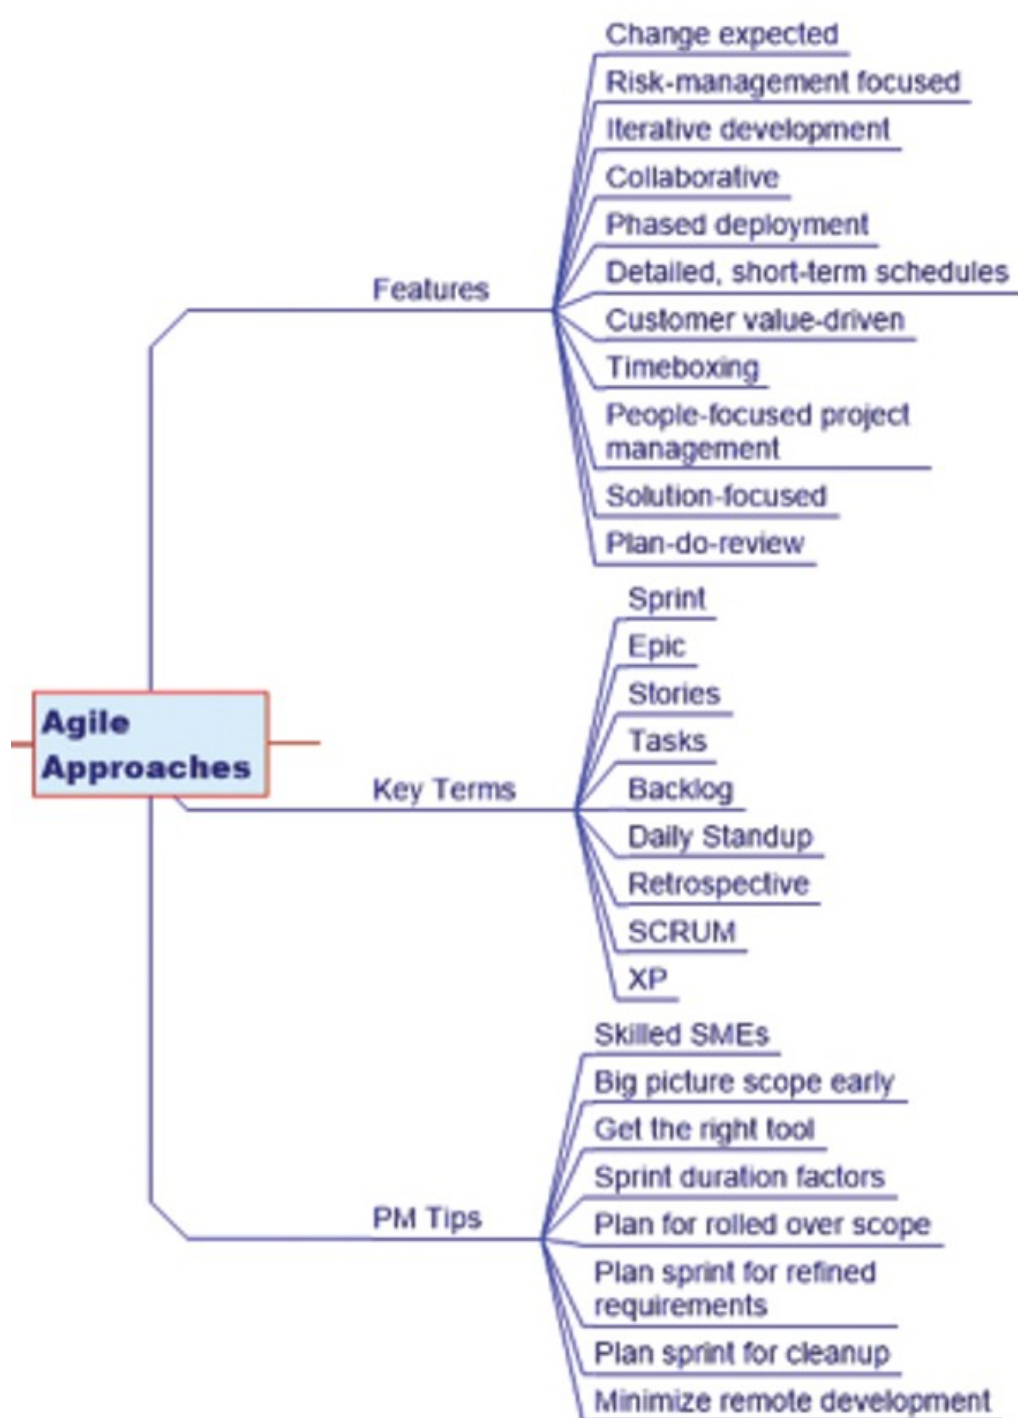 Change expected
Risk-management focused
Iterative development
Collaborative
Phased deployment
Detailed, short-term schedules
Features
Customer value-driven
Timeboxing
People-focused project
management
Solution-focused
Plan-do-review
Sprint
Epic
Stories
Agile
Approaches
Tasks
Key Terms
Backlog
Daily Standup
Retrospective
SCRUM
XP
Skilled SMEs
Big picture scope early
Get the right tool
Sprint duration factors
PM Tips
Plan for rolled over scope
Plan sprint for refined
requirements
Plan sprint for cleanup
Minimize remote development